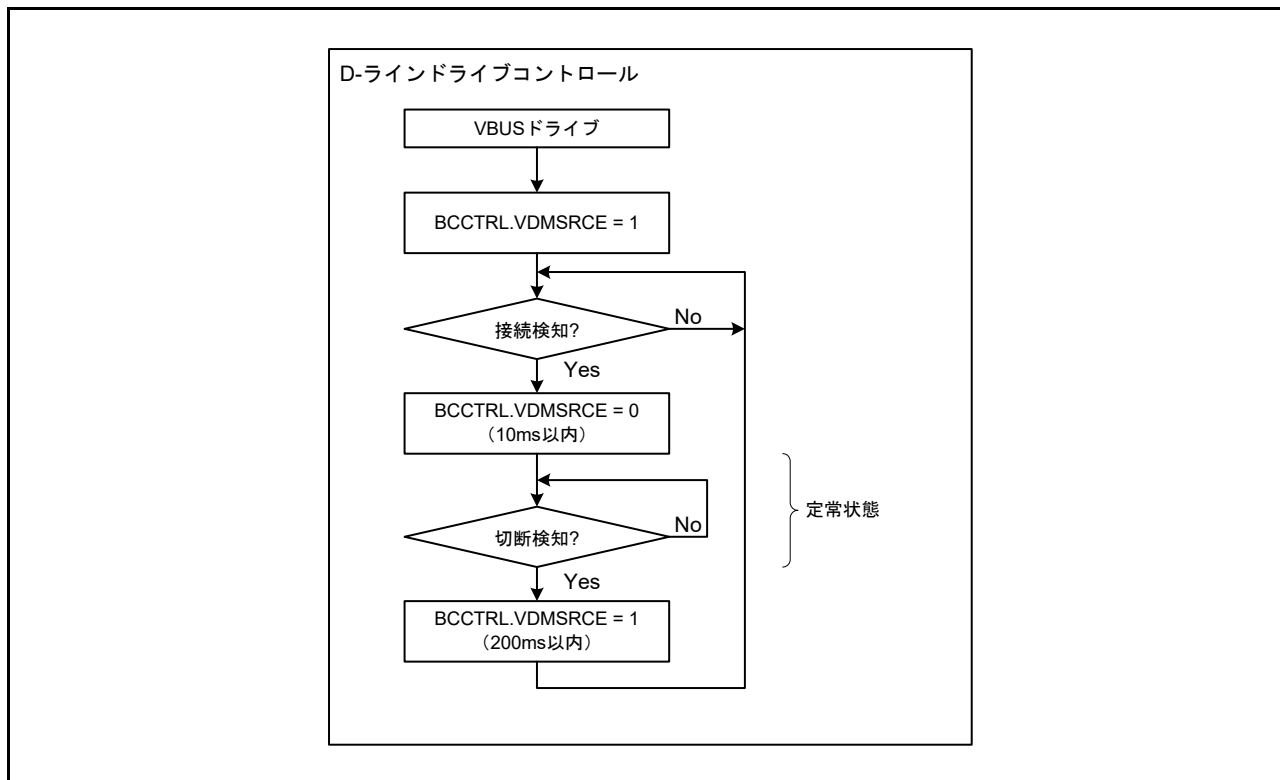 D-ラインドライブコントロール
VBUSドライブ
BCCTRL.VDMSRCE = 1
接続検知?
No
Yes
BCCTRL.VDMSRCE = 0
（10ms以内）
定常状態
切断検知?
No
Yes
BCCTRL.VDMSRCE = 1
（200ms以内）